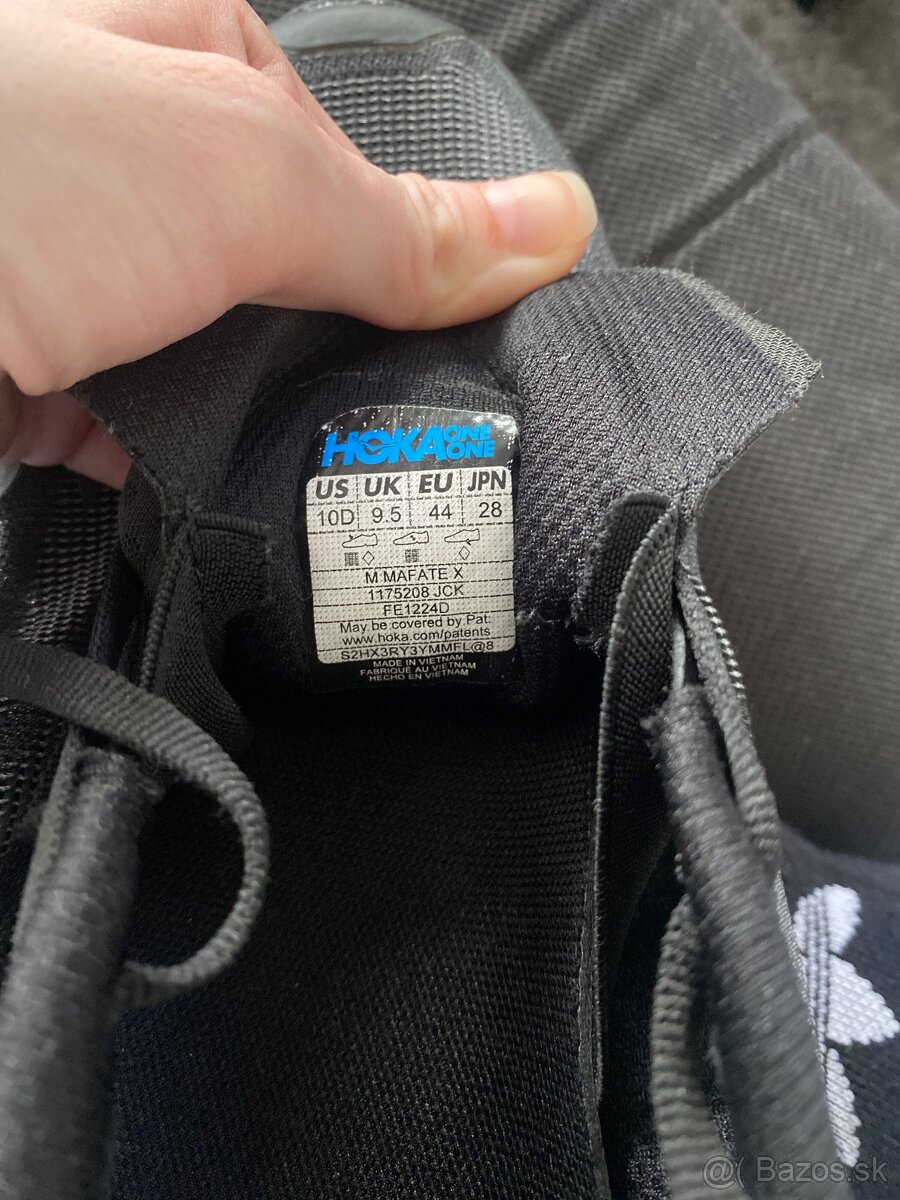 HOKA ONE ONE
US UK EU JPN
10D 9.5 44 28
M MAFATE X
1175208 JCK
FE1224D
May be covered by Pat:
www.hoka.com/patents
S2HX3RY3YMMFL@8
MADE IN VIETNAM
FABRIQUÉ AU VIETNAM
HECHO EN VIETNAM
@( Bazos.sk